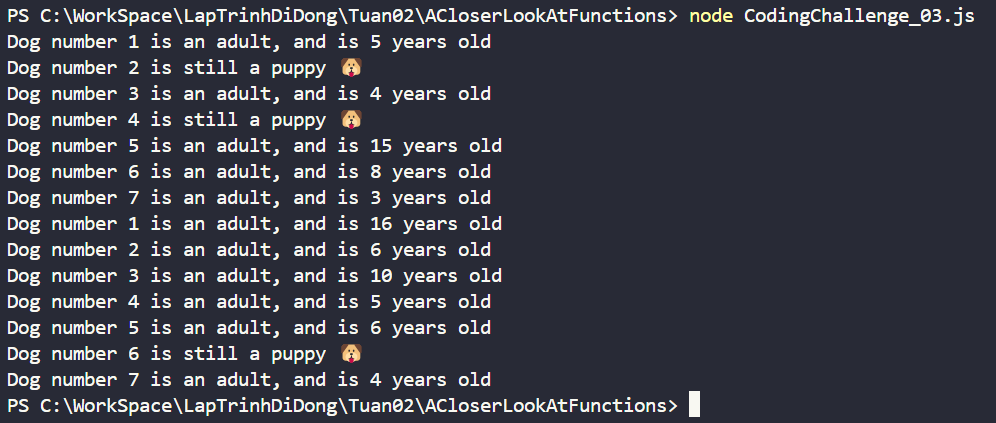 PS C:\WorkSpace\LapTrinhDiDong\Tuan02\ACloserLookAtFunctions> node CodingChallenge_03.js
Dog number 1 is an adult, and is 5 years old
Dog number 2 is still a puppy 🐶
Dog number 3 is an adult, and is 4 years old
Dog number 4 is still a puppy 🐶
Dog number 5 is an adult, and is 15 years old
Dog number 6 is an adult, and is 8 years old
Dog number 7 is an adult, and is 3 years old
Dog number 1 is an adult, and is 16 years old
Dog number 2 is an adult, and is 6 years old
Dog number 3 is an adult, and is 10 years old
Dog number 4 is an adult, and is 5 years old
Dog number 5 is an adult, and is 6 years old
Dog number 6 is still a puppy 🐶
Dog number 7 is an adult, and is 4 years old
PS C:\WorkSpace\LapTrinhDiDong\Tuan02\ACloserLookAtFunctions>